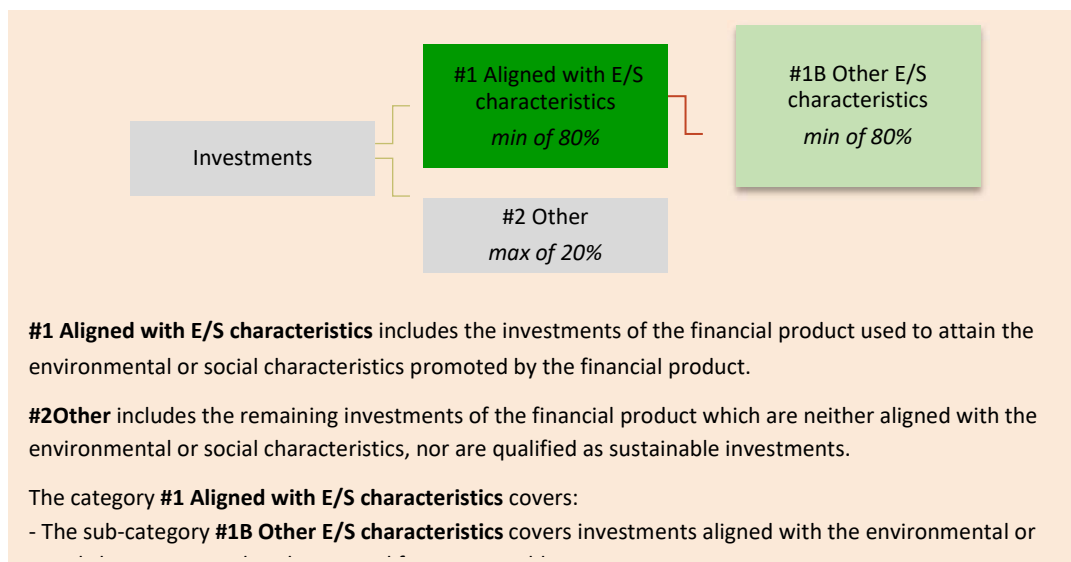 #1 Aligned with E/S
characteristics
min of 80%
#1B Other E/S
characteristics
min of 80%
Investments
#2 Other
max of 20%
#1 Aligned with E/S characteristics includes the investments of the financial product used to attain the
environmental or social characteristics promoted by the financial product.
#2Other includes the remaining investments of the financial product which are neither aligned with the
environmental or social characteristics, nor are qualified as sustainable investments.
The category #1 Aligned with E/S characteristics covers:
- The sub-category #1B Other E/S characteristics covers investments aligned with the environmental or